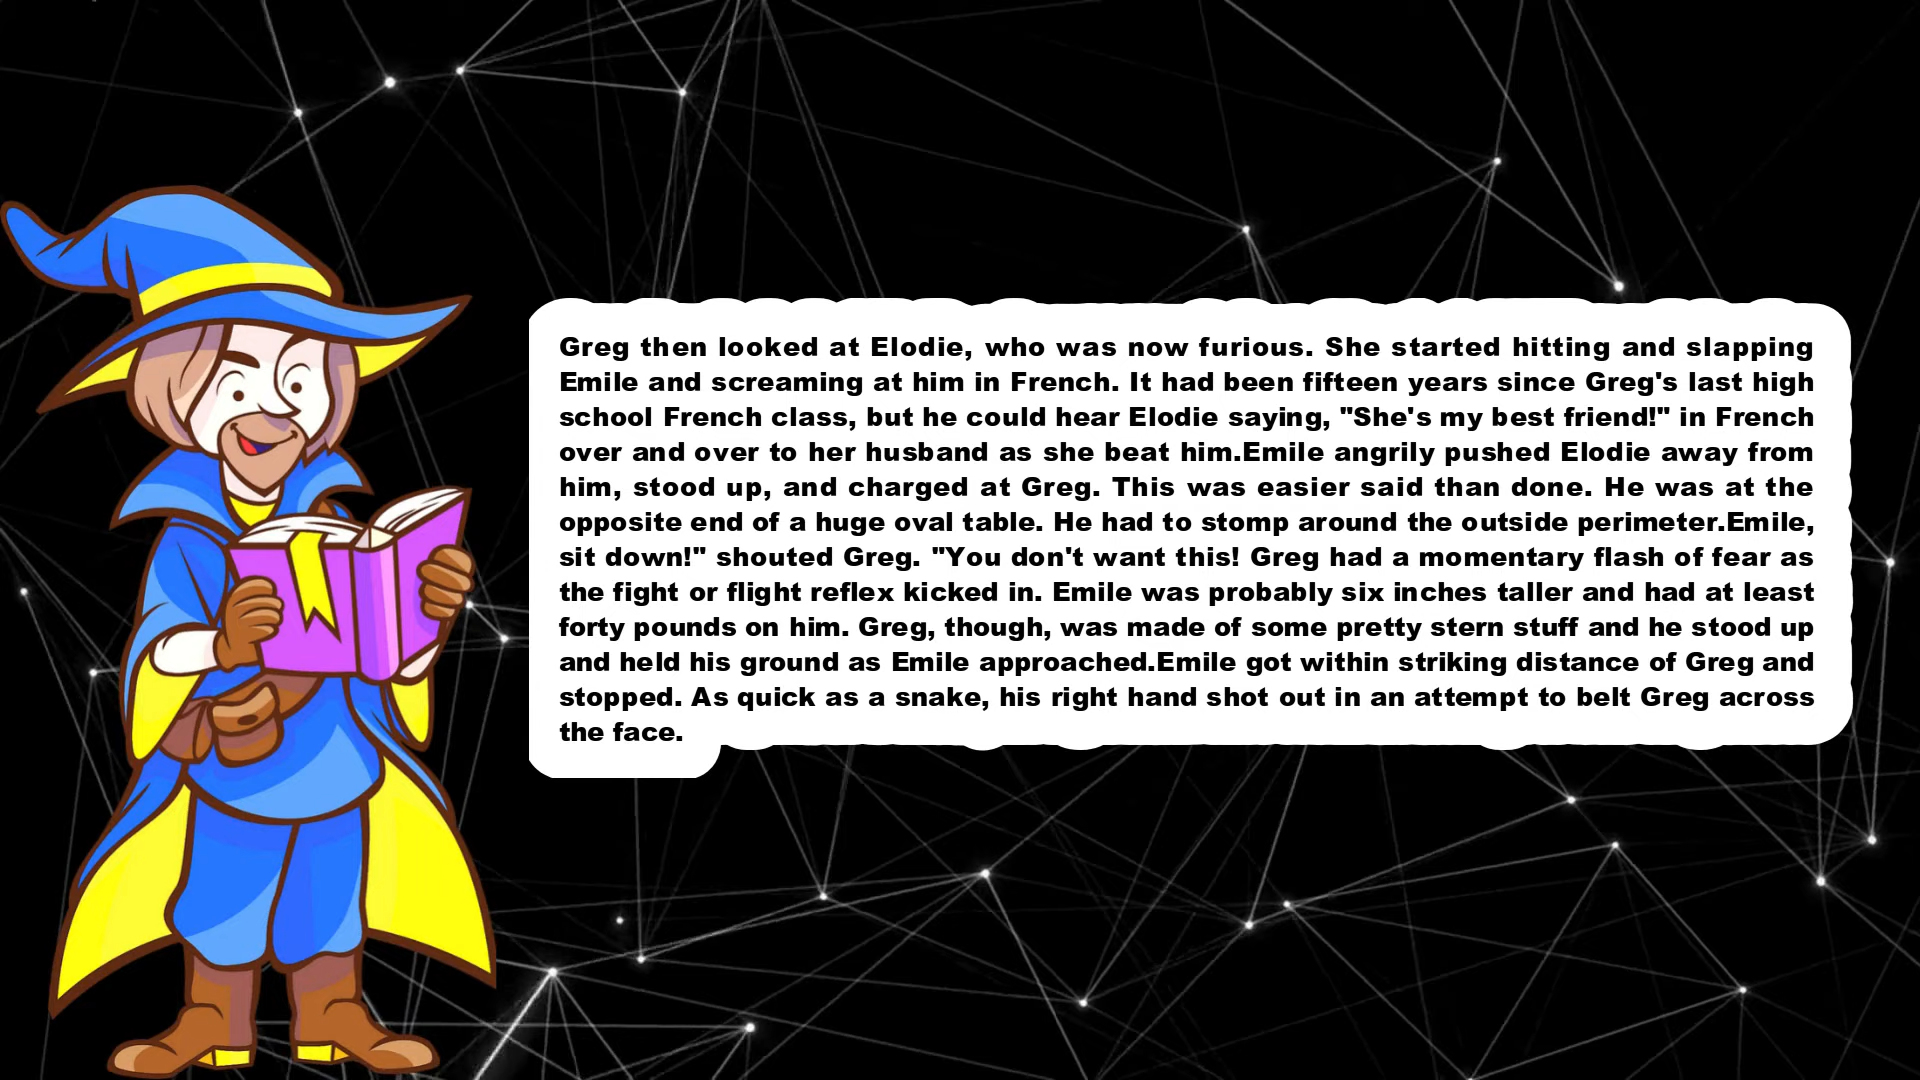 Greg then looked at Elodie, who was now furious. She started hitting and slapping
Emile and screaming at him in French. It had been fifteen years since Greg's last high
school French class, but he could hear Elodie saying, "She's my best friend!" in French
over and over to her husband as she beat him.Emile angrily pushed Elodie away from
him, stood up, and charged at Greg. This was easier said than done. He was at the
opposite end of a huge oval table. He had to stomp around the outside perimeter.Emile,
sit down!" shouted Greg. "You don't want this! Greg had a momentary flash of fear as
the fight or flight reflex kicked in. Emile was probably six inches taller and had at least
forty pounds on him. Greg, though, was made of some pretty stern stuff and he stood up
and held his ground as Emile approached.Emile got within striking distance of Greg and
stopped. As quick as a snake, his right hand shot out in an attempt to belt Greg across
the face.